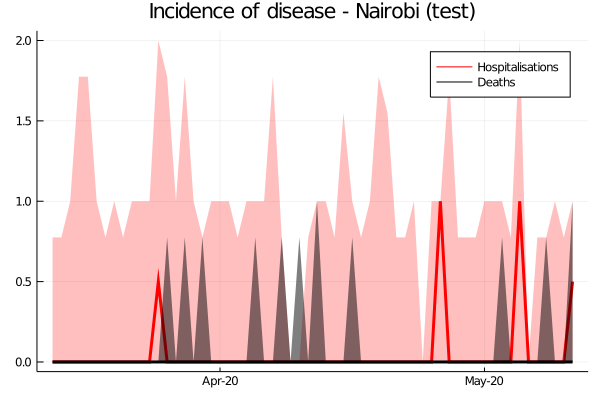 Incidence of disease - Nairobi (test)
2.0
Hospitalisations
Deaths
1.5
1.0
0.5
0.0
Apr-20
May-20